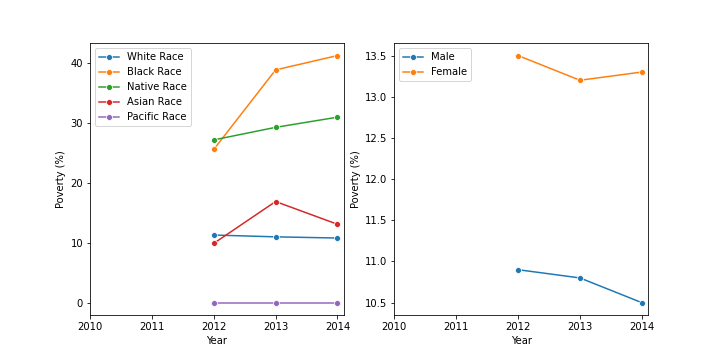 White Race
Black Race
Native Race
Asian Race
Pacific Race
40
30
20
10
0
Poverty (%)
2010 2011 2012 2013 2014
Year
Male
Female
13.5
13.0
12.5
12.0
11.5
11.0
10.5
Poverty (%)
2010 2011 2012 2013 2014
Year